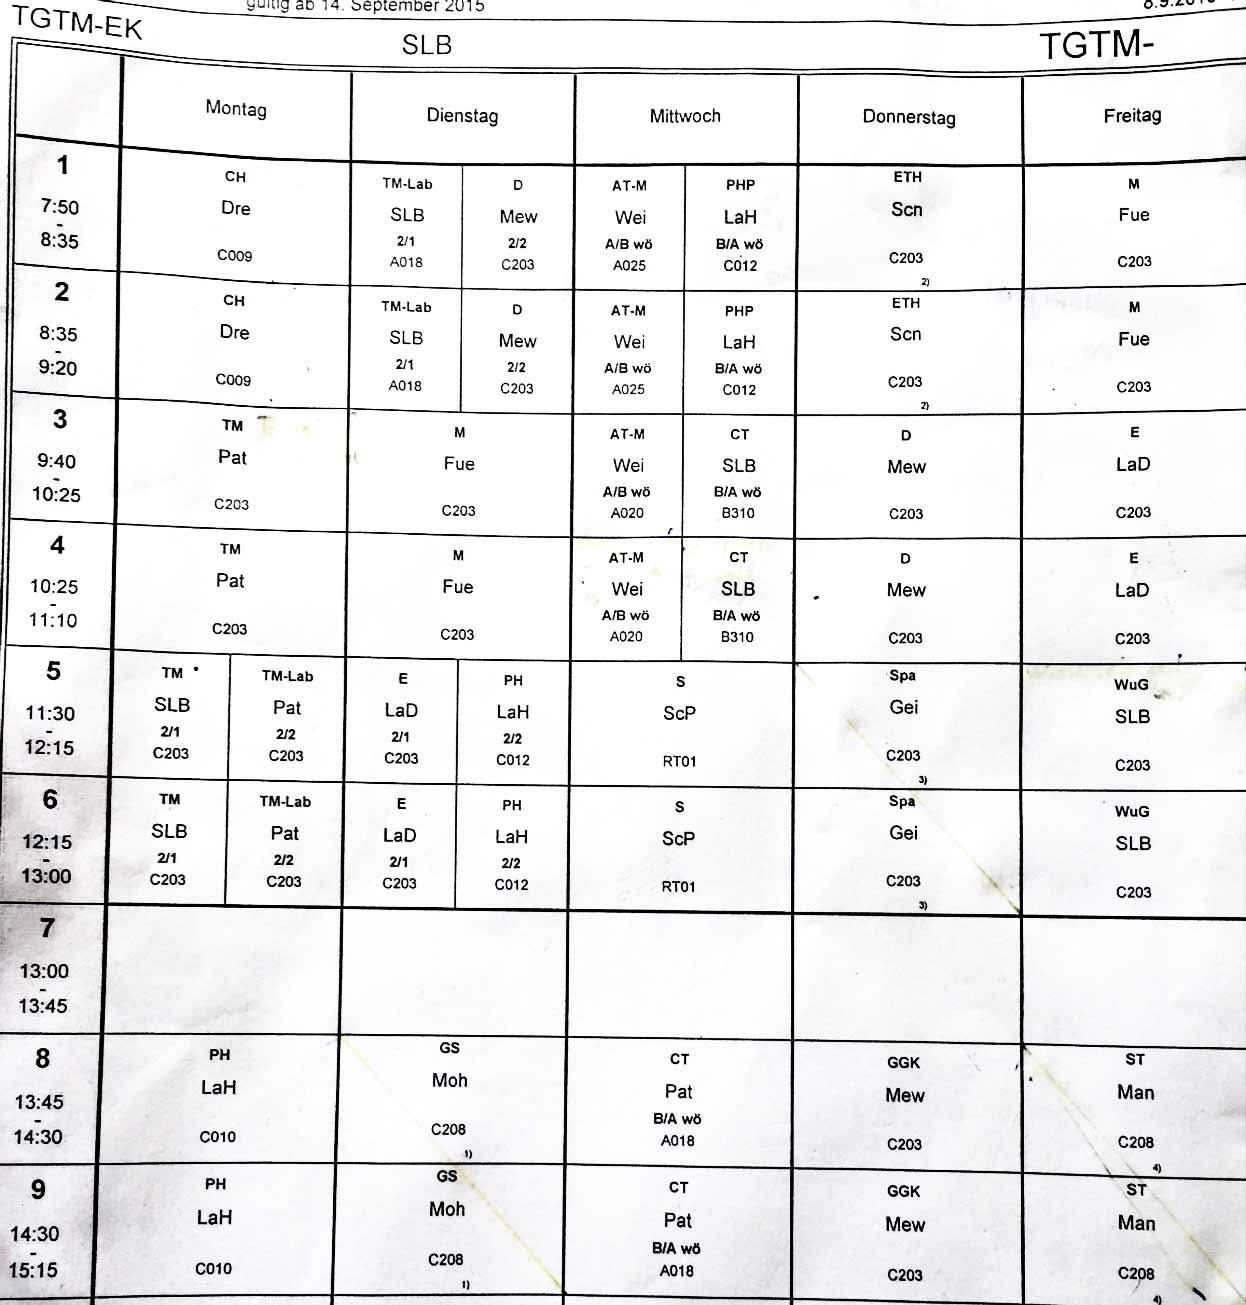 gültig ab 14. September 2015
TGTM-EK
SLB
TGTM-
Montag Dienstag Mittwoch Donnerstag Freitag
1
7:50
-
8:35
CH
Dre
C009
TM-Lab
SLB
2/1
A018
D
Mew
2/2
C203
AT-M
Wei
A/B wö
A025
PHP
LaH
B/A wö
C012
ETH
Scn
C203
2)
M
Fue
C203
2
8:35
-
9:20
CH
Dre
C009
TM-Lab
SLB
2/1
A018
D
Mew
2/2
C203
AT-M
Wei
A/B wö
A025
PHP
LaH
B/A wö
C012
ETH
Scn
C203
2)
M
Fue
C203
3
9:40
-
10:25
TM
Pat
C203
M
Fue
C203
AT-M
Wei
A/B wö
A020
CT
SLB
B/A wö
B310
D
Mew
C203
E
LaD
C203
4
10:25
-
11:10
TM
Pat
C203
M
Fue
C203
AT-M
Wei
A/B wö
A020
CT
SLB
B/A wö
B310
D
Mew
C203
E
LaD
C203
5
11:30
-
12:15
TM
SLB
2/1
C203
TM-Lab
Pat
2/2
C203
E
LaD
2/1
C203
PH
LaH
2/2
C012
S
ScP
RT01
Spa
Gei
C203
3)
WuG
SLB
C203
6
12:15
-
13:00
TM
SLB
2/1
C203
TM-Lab
Pat
2/2
C203
E
LaD
2/1
C203
PH
LaH
2/2
C012
S
ScP
RT01
Spa
Gei
C203
3)
WuG
SLB
C203
7
13:00
-
13:45
8
13:45
-
14:30
PH
LaH
C010
GS
Moh
C208
1)
CT
Pat
B/A wö
A018
GGK
Mew
C203
ST
Man
C208
4)
9
14:30
-
15:15
PH
LaH
C010
GS
Moh
C208
1)
CT
Pat
B/A wö
A018
GGK
Mew
C203
ST
Man
C208
4)